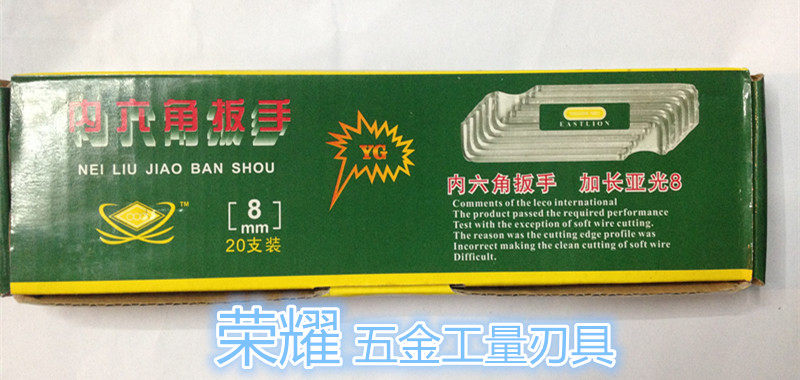 内六角扳手
NEI LIU JIAO BAN SHOU
TM
[8mm]
20支装
YG
EASTLION
内六角扳手 加长亚光8
Comments of the leco international
The product passed the required performance
Test with the exception of soft wire cutting.
The reason was the cutting edge profile was
Incorrect making the clean cutting of soft wire
Difficult.
荣耀 五金工量刃具